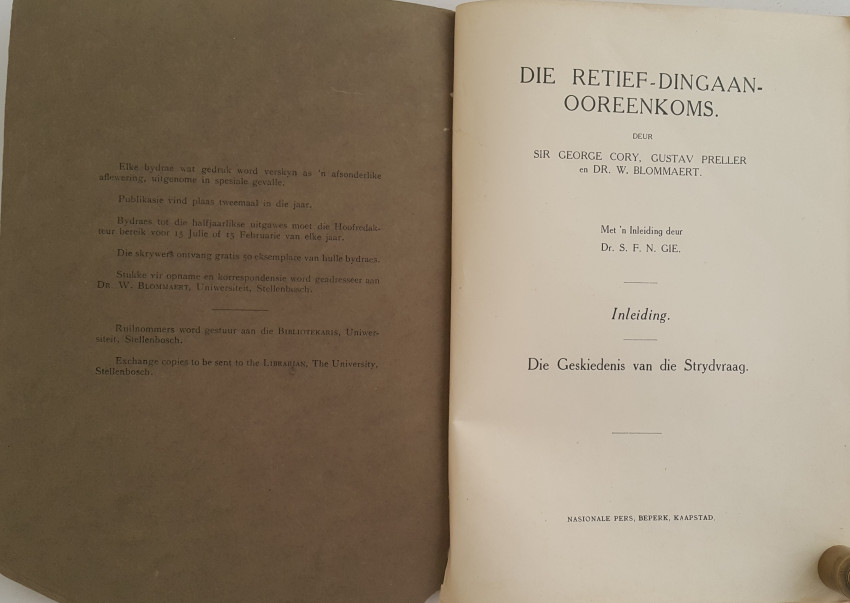 Elke bydrae wat gedruk word verskyn as 'n afsonderlike
aflewering, uitgenome in spesiale gevalle.
Publikasie vind plaas tweemaal in die jaar.
Bydraes tot die halfjaarlikse uitgawes moet die Hoofredak-
teur bereik voor 15 Julie of 15 Februarie van elke jaar.
Die skrywers ontvang gratis 50 eksemplare van hulle bydraes.
Stukke vir opname en korrespondensie word geadresseer aan
DR. W. BLOMMAERT, Universiteit, Stellenbosch.
Ruilnommers word gestuur aan die BIBLIOTEKARIS, Univer-
siteit, Stellenbosch.
Exchange copies to be sent to the LIBRARIAN, The University,
Stellenbosch.
DIE RETIEF-DINGAAN-
OOREENKOMS.
DEUR
SIR GEORGE CORY, GUSTAV PRELLER
en DR. W. BLOMMAERT.
Met 'n Inleiding deur
Dr. S. F. N. GIE.
Inleiding.
Die Geskiedenis van die Strydvraag.
NASIONALE PERS, BEPERK, KAAPSTAD.